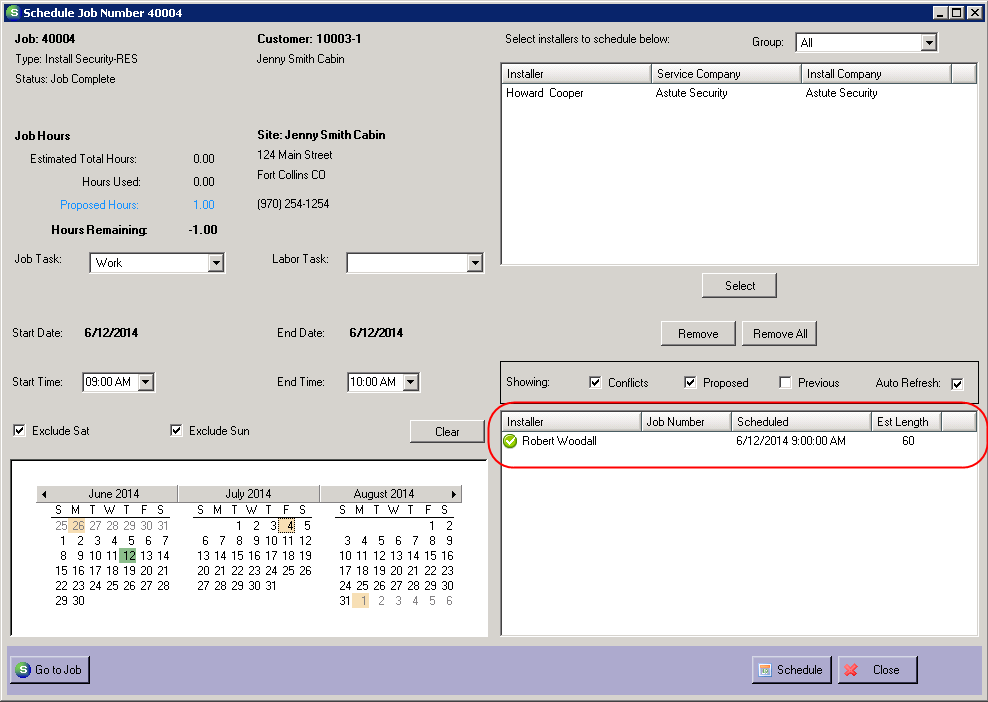 Schedule Job Number 40004
Job: 40004
Type: Install Security-RES
Status: Job Complete
Customer: 10003-1
Jenny Smith Cabin
Job Hours
Estimated Total Hours: 0.00
Hours Used: 0.00
Proposed Hours: 1.00
Hours Remaining: -1.00
Site: Jenny Smith Cabin
124 Main Street
Fort Collins CO
(970) 254-1254
Job Task: Work
Labor Task:
Start Date: 6/12/2014
End Date: 6/12/2014
Start Time: 09:00 AM
End Time: 10:00 AM
Exclude Sat
Exclude Sun
Clear
June 2014
S M T W T F S
25 26 27 28 29 30 31
1 2 3 4 5 6 7
8 9 10 11 12 13 14
15 16 17 18 19 20 21
22 23 24 25 26 27 28
29 30
July 2014
S M T W T F S
1 2 3 4 5
6 7 8 9 10 11 12
13 14 15 16 17 18 19
20 21 22 23 24 25 26
27 28 29 30 31
August 2014
S M T W T F S
1 2
3 4 5 6 7 8 9
10 11 12 13 14 15 16
17 18 19 20 21 22 23
24 25 26 27 28 29 30
31 1 2 3 4 5 6
Select installers to schedule below:
Group: All
Installer Service Company Install Company
Howard Cooper Astute Security Astute Security
Select
Remove Remove All
Showing: Conflicts Proposed Previous Auto Refresh:
Installer Job Number Scheduled Est Length
Robert Woodall 6/12/2014 9:00:00 AM 60
S Go to Job
Schedule
Close